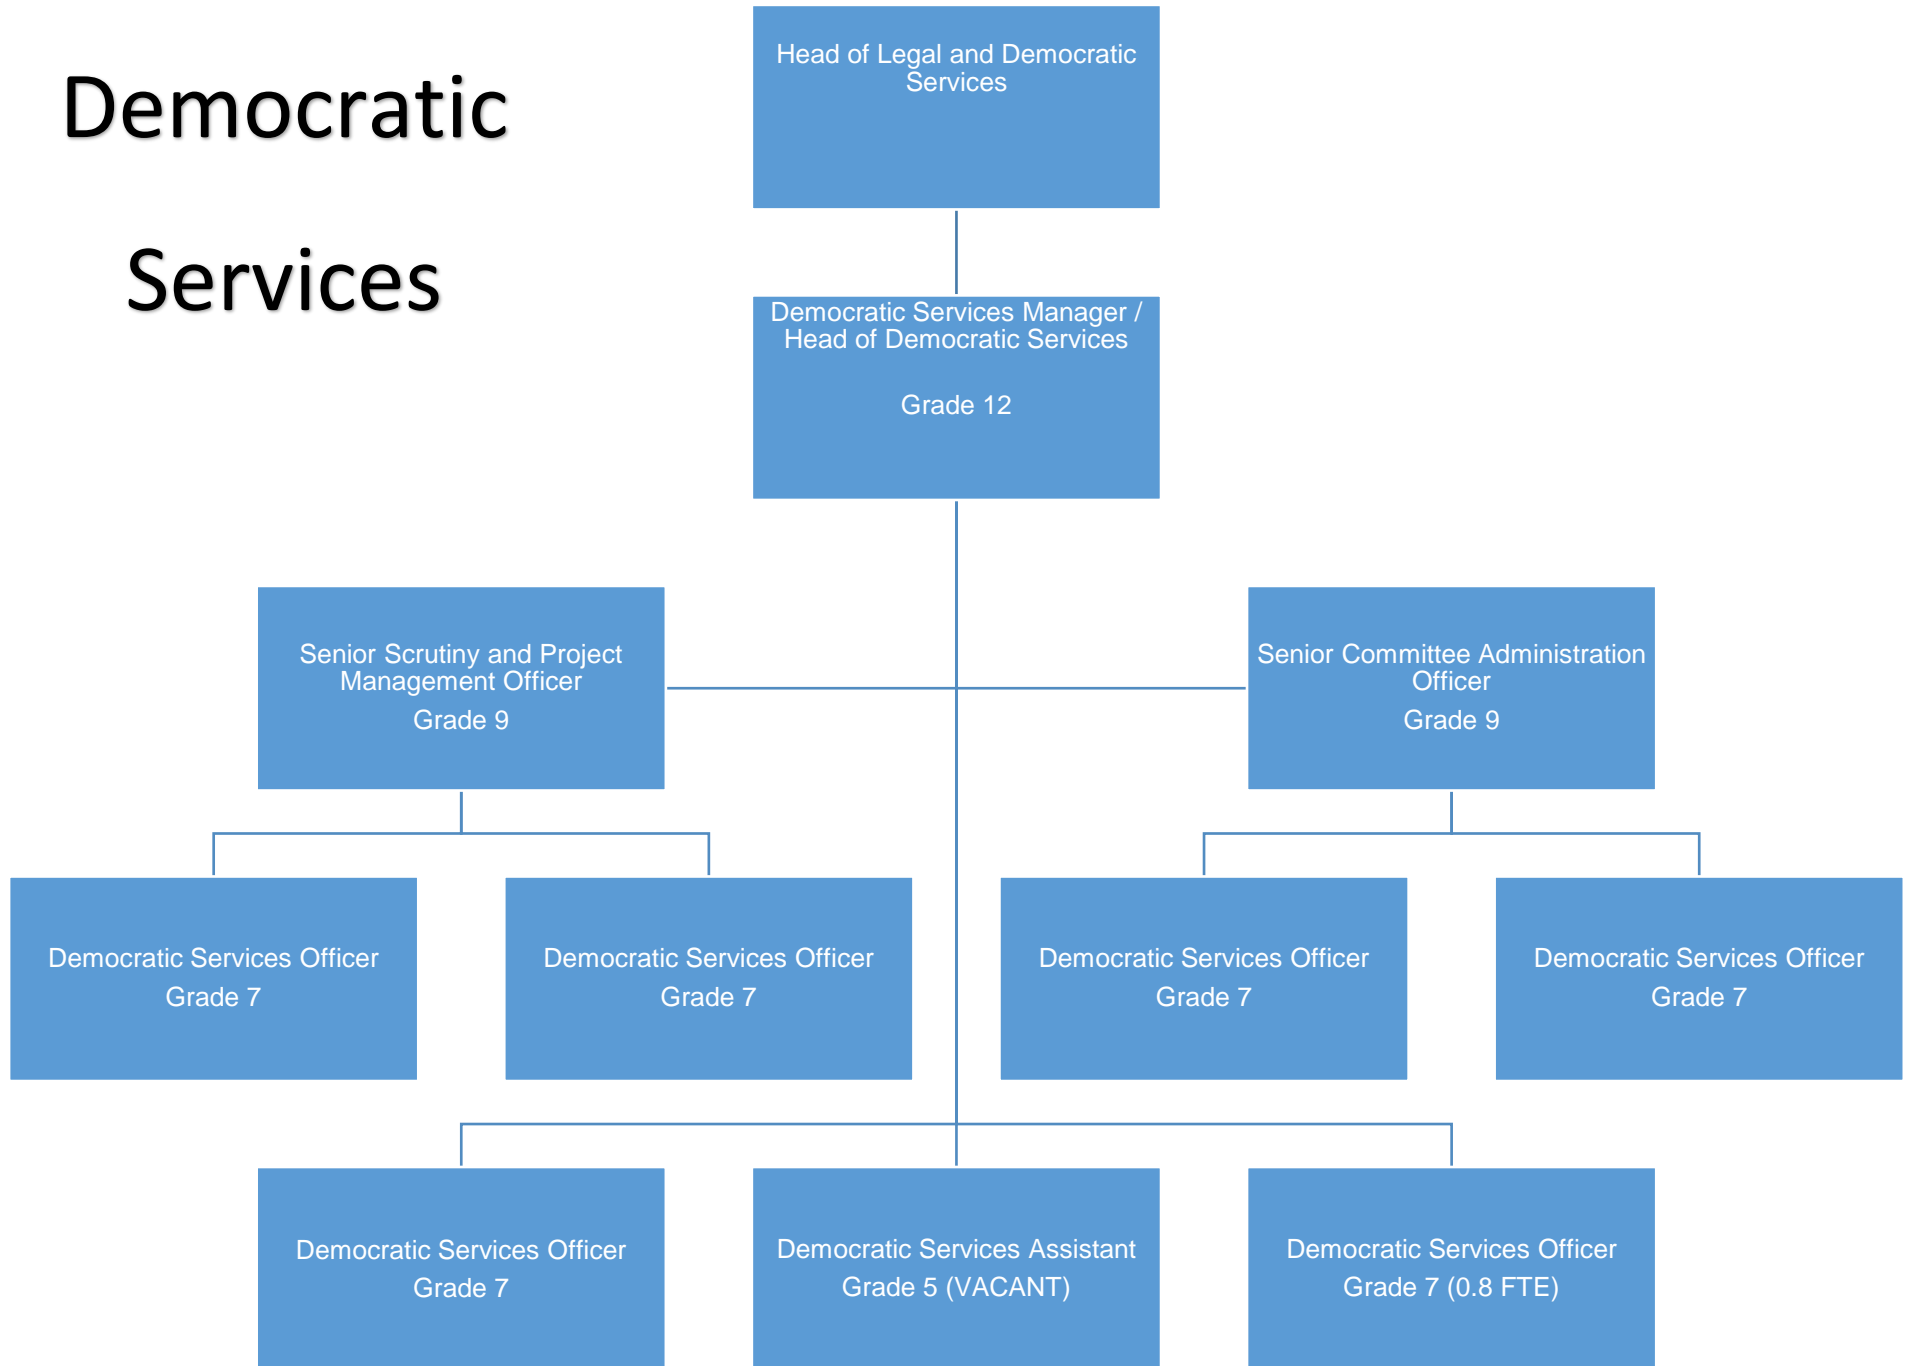 Democratic
Services
Head of Legal and Democratic
Services
Democratic Services Manager /
Head of Democratic Services
Grade 12
Senior Scrutiny and Project
Management Officer
Grade 9
Senior Committee Administration
Officer
Grade 9
Democratic Services Officer
Grade 7
Democratic Services Officer
Grade 7
Democratic Services Officer
Grade 7
Democratic Services Officer
Grade 7
Democratic Services Officer
Grade 7
Democratic Services Assistant
Grade 5 (VACANT)
Democratic Services Officer
Grade 7 (0.8 FTE)